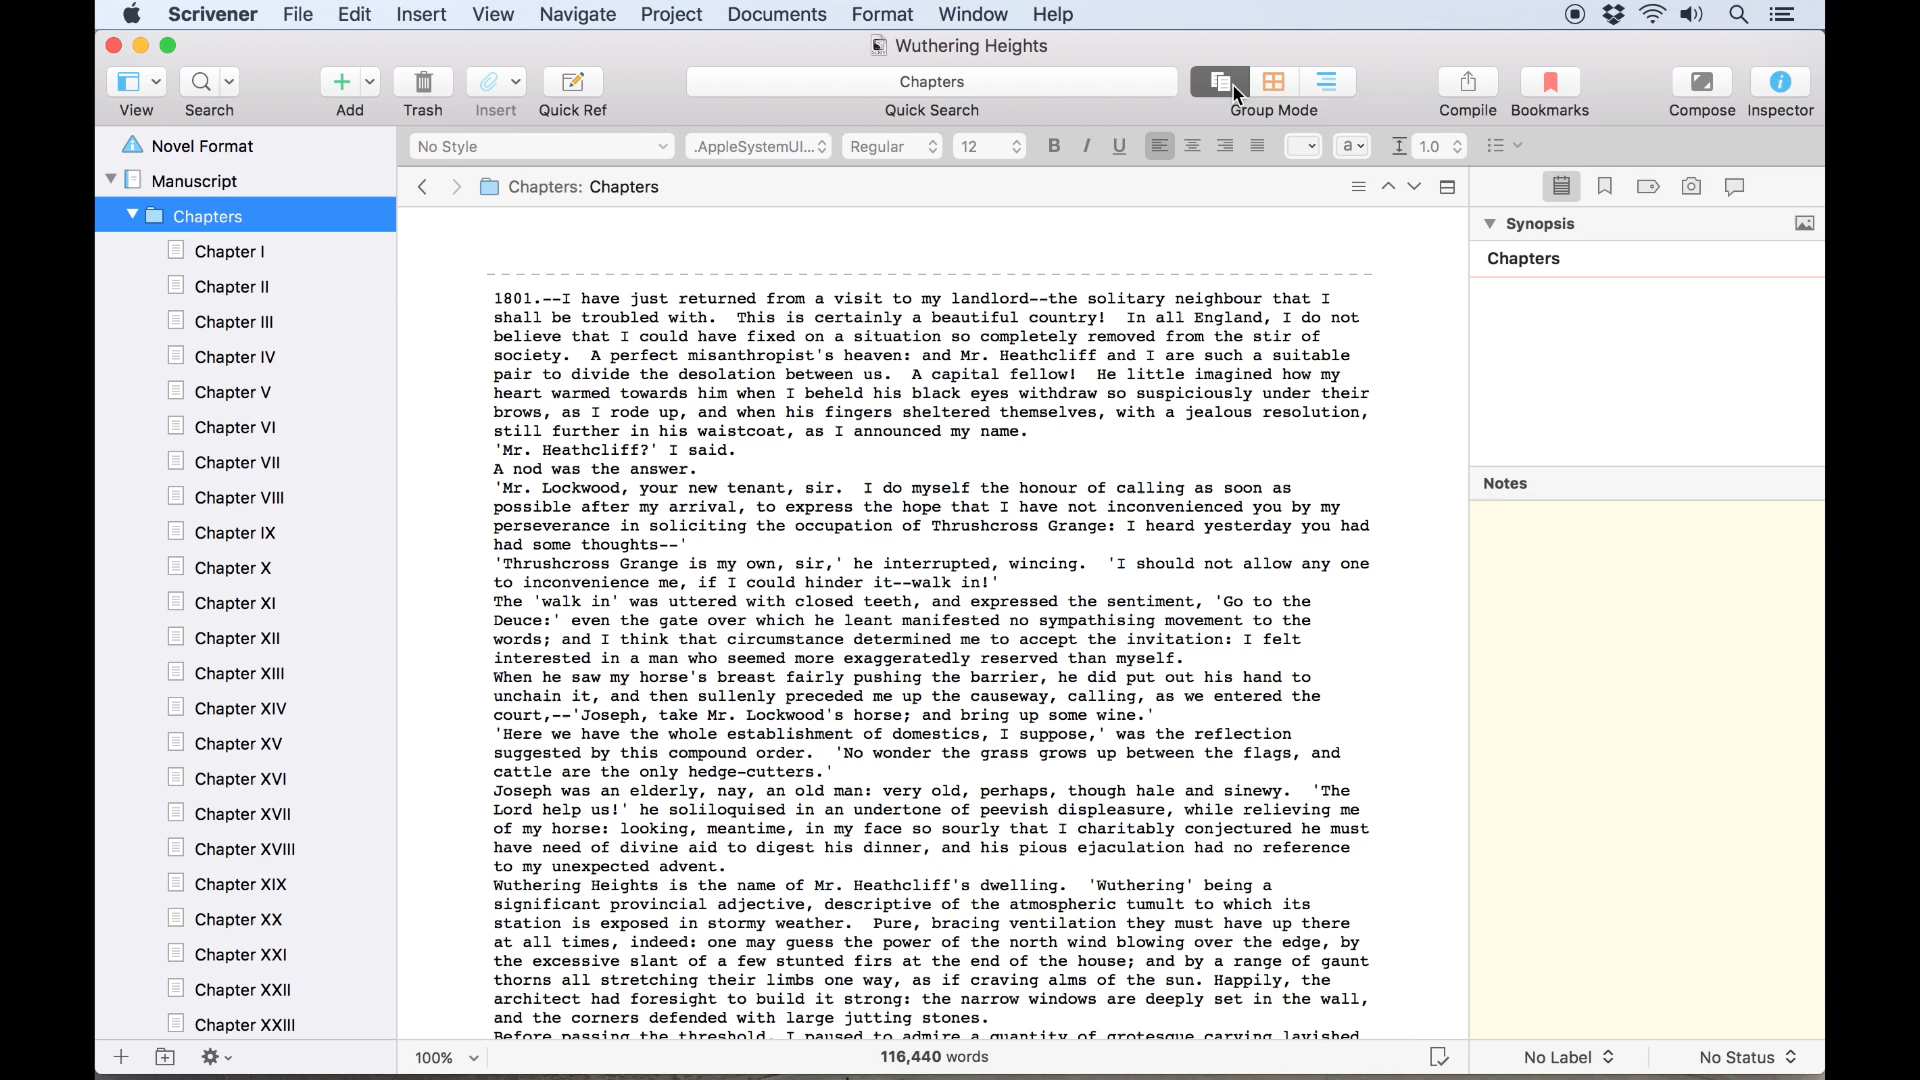 Scrivener File Edit Insert View Navigate Project Documents Format Window Help
Wuthering Heights
Chapters
View Search Add Trash Insert Quick Ref Quick Search Group Mode Compile Bookmarks Compose Inspector
No Style .AppleSystemUI... Regular 12 B I U a 1.0
Novel Format
Manuscript
Chapters
Chapter I
Chapter II
Chapter III
Chapter IV
Chapter V
Chapter VI
Chapter VII
Chapter VIII
Chapter IX
Chapter X
Chapter XI
Chapter XII
Chapter XIII
Chapter XIV
Chapter XV
Chapter XVI
Chapter XVII
Chapter XVIII
Chapter XIX
Chapter XX
Chapter XXI
Chapter XXII
Chapter XXIII
Chapters: Chapters
1801.--I have just returned from a visit to my landlord--the solitary neighbour that I
shall be troubled with.  This is certainly a beautiful country!  In all England, I do not
believe that I could have fixed on a situation so completely removed from the stir of
society.  A perfect misanthropist's heaven: and Mr. Heathcliff and I are such a suitable
pair to divide the desolation between us.  A capital fellow!  He little imagined how my
heart warmed towards him when I beheld his black eyes withdraw so suspiciously under their
brows, as I rode up, and when his fingers sheltered themselves, with a jealous resolution,
still further in his waistcoat, as I announced my name.
'Mr. Heathcliff?' I said.
A nod was the answer.
'Mr. Lockwood, your new tenant, sir.  I do myself the honour of calling as soon as
possible after my arrival, to express the hope that I have not inconvenienced you by my
perseverance in soliciting the occupation of Thrushcross Grange: I heard yesterday you had
had some thoughts--'
'Thrushcross Grange is my own, sir,' he interrupted, wincing.  'I should not allow any one
to inconvenience me, if I could hinder it--walk in!'
The 'walk in' was uttered with closed teeth, and expressed the sentiment, 'Go to the
Deuce:' even the gate over which he leant manifested no sympathising movement to the
words; and I think that circumstance determined me to accept the invitation: I felt
interested in a man who seemed more exaggeratedly reserved than myself.
When he saw my horse's breast fairly pushing the barrier, he did put out his hand to
unchain it, and then sullenly preceded me up the causeway, calling, as we entered the
court,--'Joseph, take Mr. Lockwood's horse; and bring up some wine.'
'Here we have the whole establishment of domestics, I suppose,' was the reflection
suggested by this compound order.  'No wonder the grass grows up between the flags, and
cattle are the only hedge-cutters.'
Joseph was an elderly, nay, an old man: very old, perhaps, though hale and sinewy.  'The
Lord help us!' he soliloquised in an undertone of peevish displeasure, while relieving me
of my horse: looking, meantime, in my face so sourly that I charitably conjectured he must
have need of divine aid to digest his dinner, and his pious ejaculation had no reference
to my unexpected advent.
Wuthering Heights is the name of Mr. Heathcliff's dwelling.  'Wuthering' being a
significant provincial adjective, descriptive of the atmospheric tumult to which its
station is exposed in stormy weather.  Pure, bracing ventilation they must have up there
at all times, indeed: one may guess the power of the north wind blowing over the edge, by
the excessive slant of a few stunted firs at the end of the house; and by a range of gaunt
thorns all stretching their limbs one way, as if craving alms of the sun. Happily, the
architect had foresight to build it strong: the narrow windows are deeply set in the wall,
and the corners defended with large jutting stones.
Before passing the threshold, I paused to admire a quantity of grotesque carving lavished
Synopsis
Chapters
Notes
100% 116,440 words No Label No Status